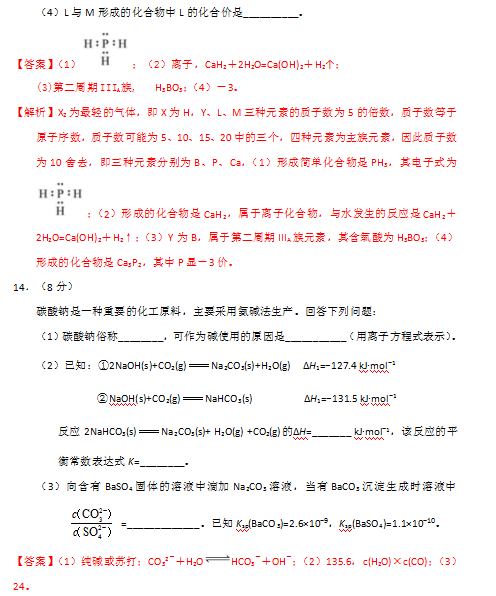 （4）L与M形成的化合物中L的化合价是__________。
【答案】（1） H:P:H H ；（2）离子，CaH₂＋2H₂O=Ca(OH)₂＋H₂↑；
（3)第二周期IIIₐ族， H₃BO₃；（4）－3。
【解析】X₂为最轻的气体，即X为H，Y、L、M三种元素的质子数为5的倍数，质子数等于
原子序数，质子数可能为5、10、15、20中的三个，四种元素为主族元素，因此质子数
为10舍去，即三种元素分别为B、P、Ca，（1）形成简单化合物是PH₃，其电子式为
H:P:H H ；（2）形成的化合物是CaH₂，属于离子化合物，与水发生的反应是CaH₂＋
2H₂O=Ca(OH)₂＋H₂↑；（3）Y为B，属于第二周期IIIₐ族元素，其含氧酸为H₃BO₃；（4）
形成的化合物是Ca₃P₂，其中P显－3价。
14．（8分）
碳酸钠是一种重要的化工原料，主要采用氨碱法生产。回答下列问题：
（1）碳酸钠俗称________，可作为碱使用的原因是___________（用离子方程式表示）。
（2）已知：①2NaOH(s)+CO₂(g)══Na₂CO₃(s)+H₂O(g) ΔH₁=−127.4 kJ·mol⁻¹
②NaOH(s)+CO₂(g)══NaHCO₃(s) ΔH₁=−131.5 kJ·mol⁻¹
反应2NaHCO₃(s)══Na₂CO₃(s)+ H₂O(g) +CO₂(g)的ΔH=_______ kJ·mol⁻¹，该反应的平
衡常数表达式K=________。
（3）向含有BaSO₄固体的溶液中滴加Na₂CO₃溶液，当有BaCO₃沉淀生成时溶液中
c(CO₃²⁻)/c(SO₄²⁻) =_____________。已知Ksp(BaCO₃)=2.6×10⁻⁹，Ksp(BaSO₄)=1.1×10⁻¹⁰。
【答案】（1）纯碱或苏打；CO₃²⁻＋H₂O⇌HCO₃⁻＋OH⁻；（2）135.6，c(H₂O)×c(CO)；（3）
24。